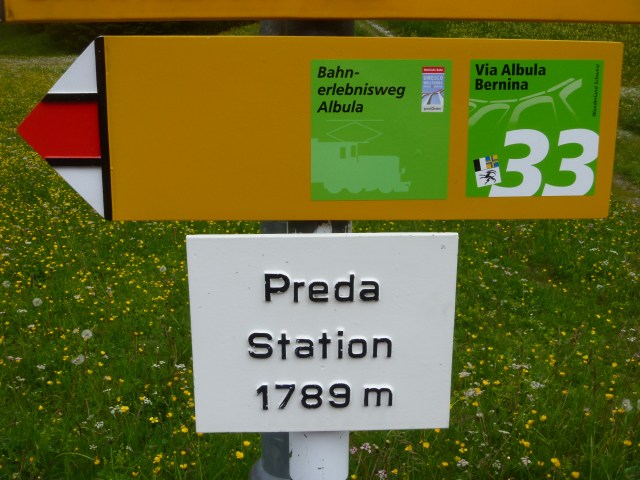 Bahn-
erlebnisweg
Albula
Via Albula
Bernina
33
Preda
Station
1789 m